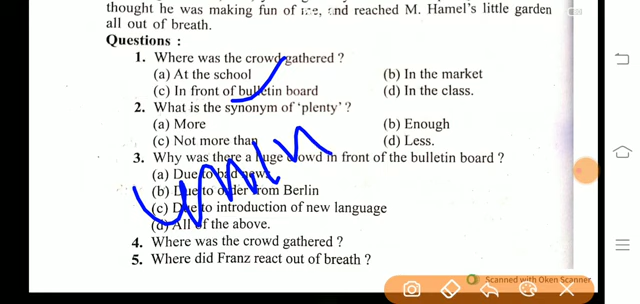 thought he was making fun of me, and reached M. Hamel's little garden
all out of breath.
Questions :
1. Where was the crowd gathered ?
(a) At the school (b) In the market
(c) In front of bulletin board (d) In the class.
2. What is the synonym of 'plenty' ?
(a) More (b) Enough
(c) Not more than (d) Less.
3. Why was there a huge crowd in front of the bulletin board ?
(a) Due to bad news
(b) Due to order from Berlin
(c) Due to introduction of new language
(d) All of the above.
4. Where was the crowd gathered ?
5. Where did Franz react out of breath ?
Scanned with Oken Scanner